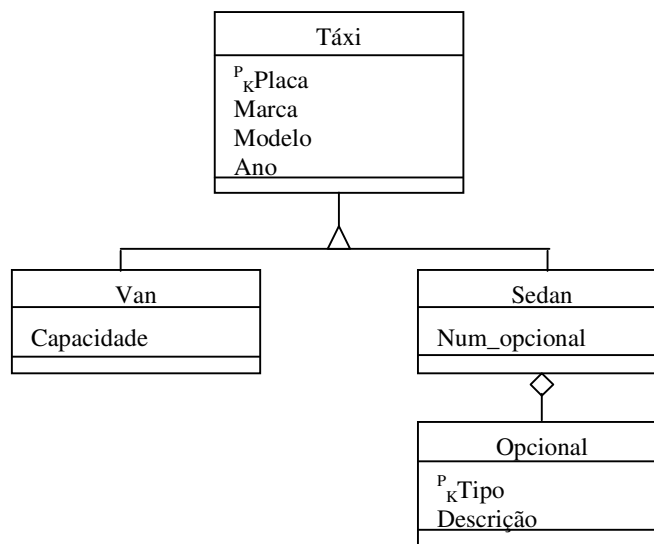 Táxi
PKPlaca
Marca
Modelo
Ano
Van
Capacidade
Sedan
Num_opcional
Opcional
PKTipo
Descrição